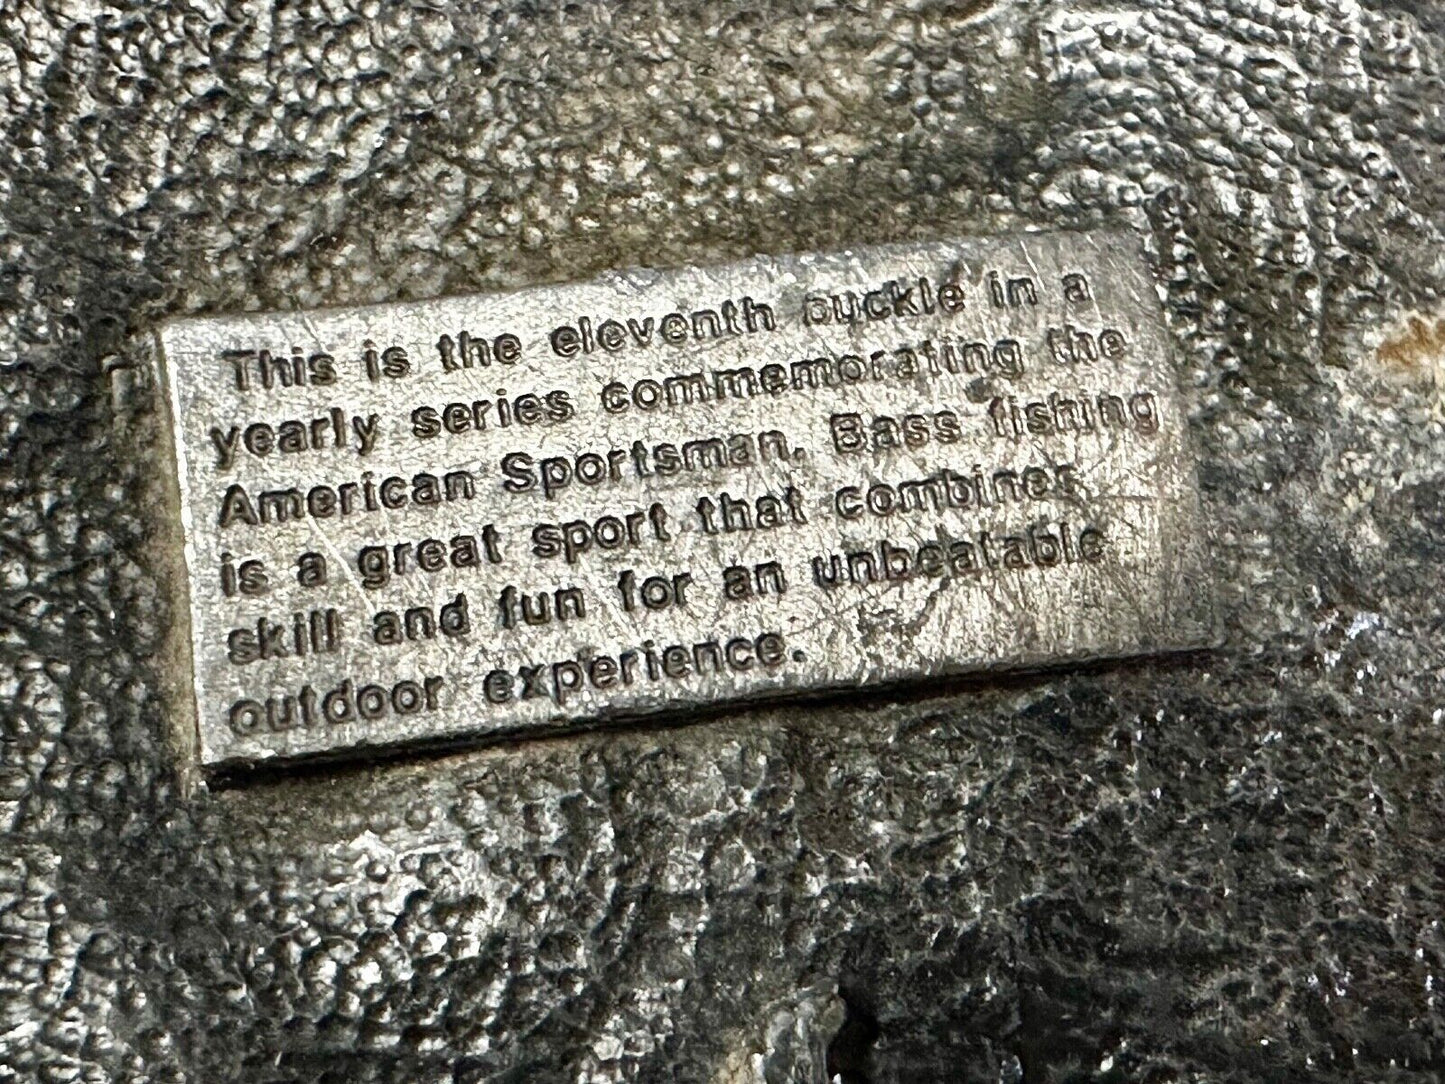 This is the eleventh buckle in a
yearly series commemorating the
American Sportsman. Bass fishing
is a great sport that combines
skill and fun for an unbeatable
outdoor experience.